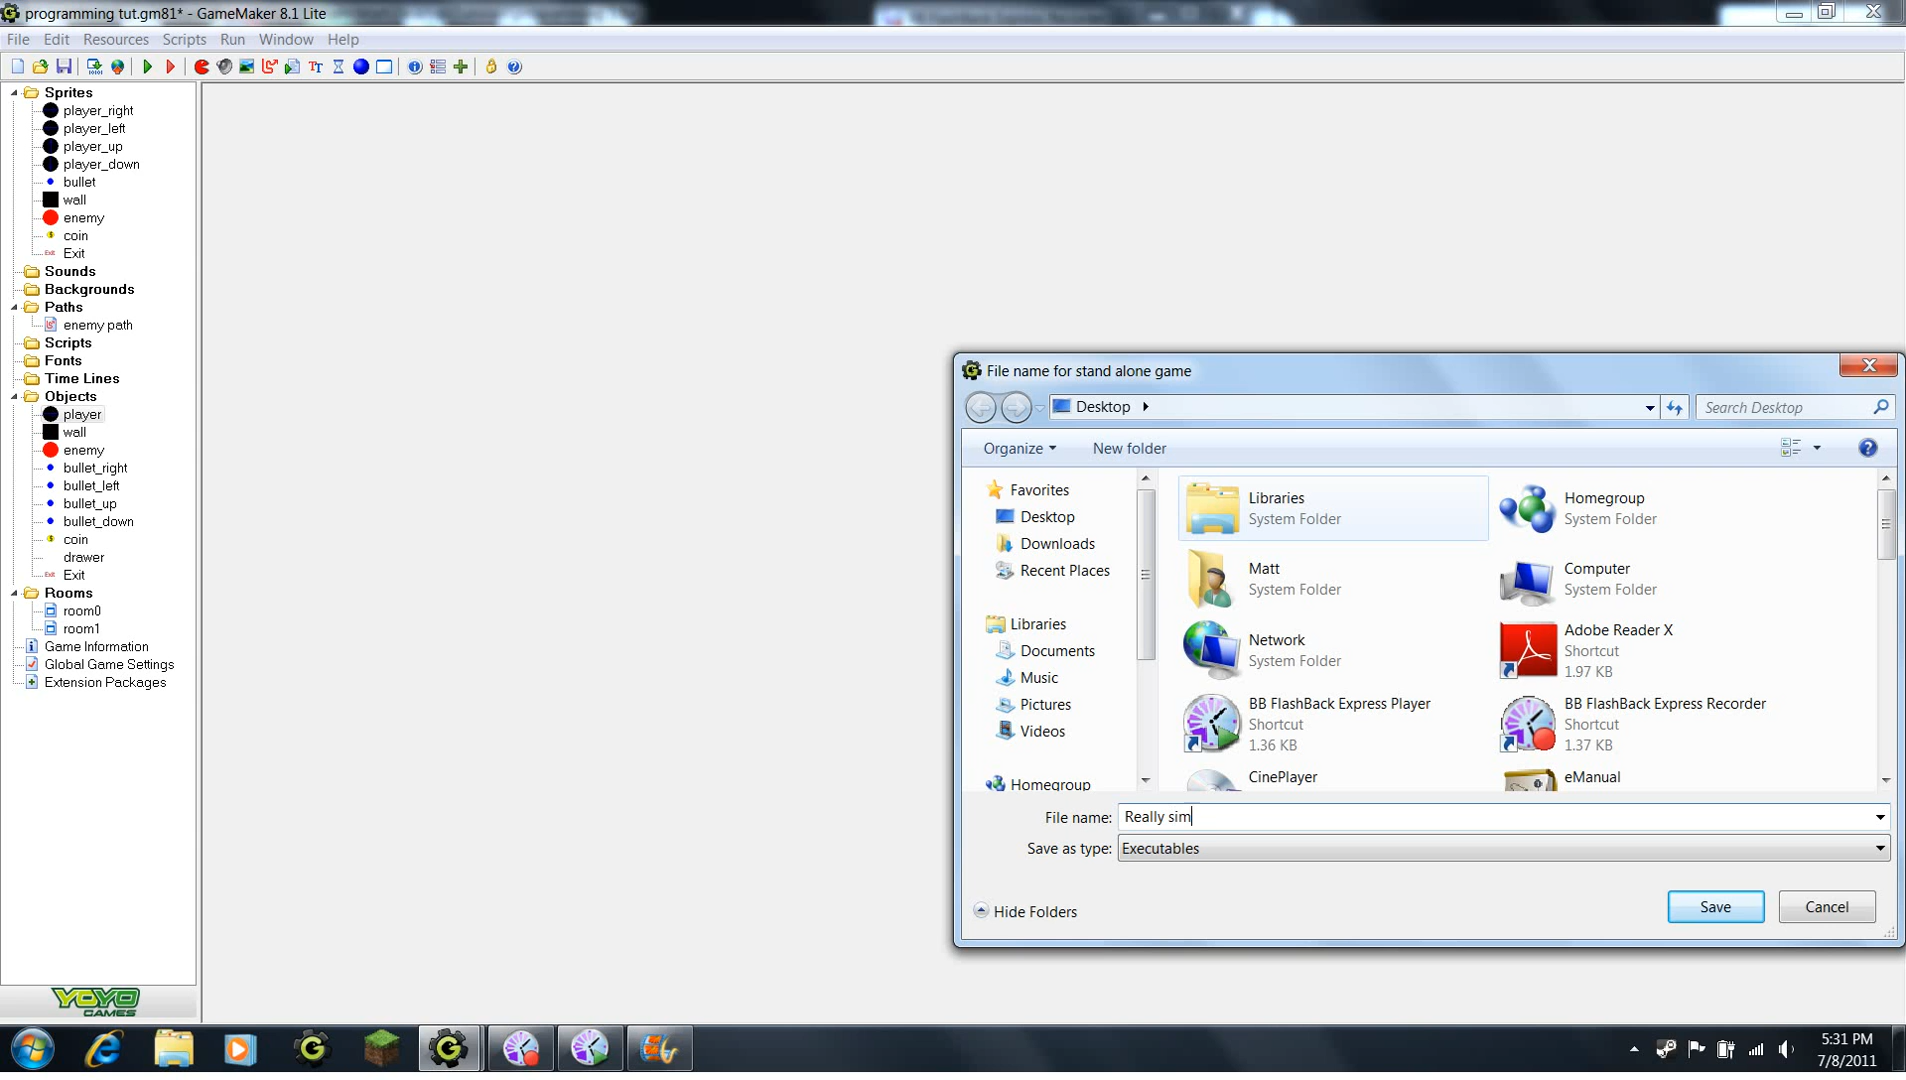 programming tut.gm81* - GameMaker 8.1 Lite
File Edit Resources Scripts Run Window Help
Sprites
player_right
player_left
player_up
player_down
bullet
wall
enemy
coin
Exit
Sounds
Backgrounds
Paths
enemy path
Scripts
Fonts
Time Lines
Objects
player
wall
enemy
bullet_right
bullet_left
bullet_up
bullet_down
coin
drawer
Exit
Rooms
room0
room1
Game Information
Global Game Settings
Extension Packages
YOYO
GAMES
File name for stand alone game
Desktop
Search Desktop
Organize
New folder
Favorites
Desktop
Downloads
Recent Places
Libraries
Documents
Music
Pictures
Videos
Homegroup
Libraries
System Folder
Homegroup
System Folder
Matt
System Folder
Computer
System Folder
Network
System Folder
Adobe Reader X
Shortcut
1.97 KB
BB FlashBack Express Player
Shortcut
1.36 KB
BB FlashBack Express Recorder
Shortcut
1.37 KB
CinePlayer
eManual
File name: Really sim
Save as type: Executables
Hide Folders
Save
Cancel
5:31 PM
7/8/2011